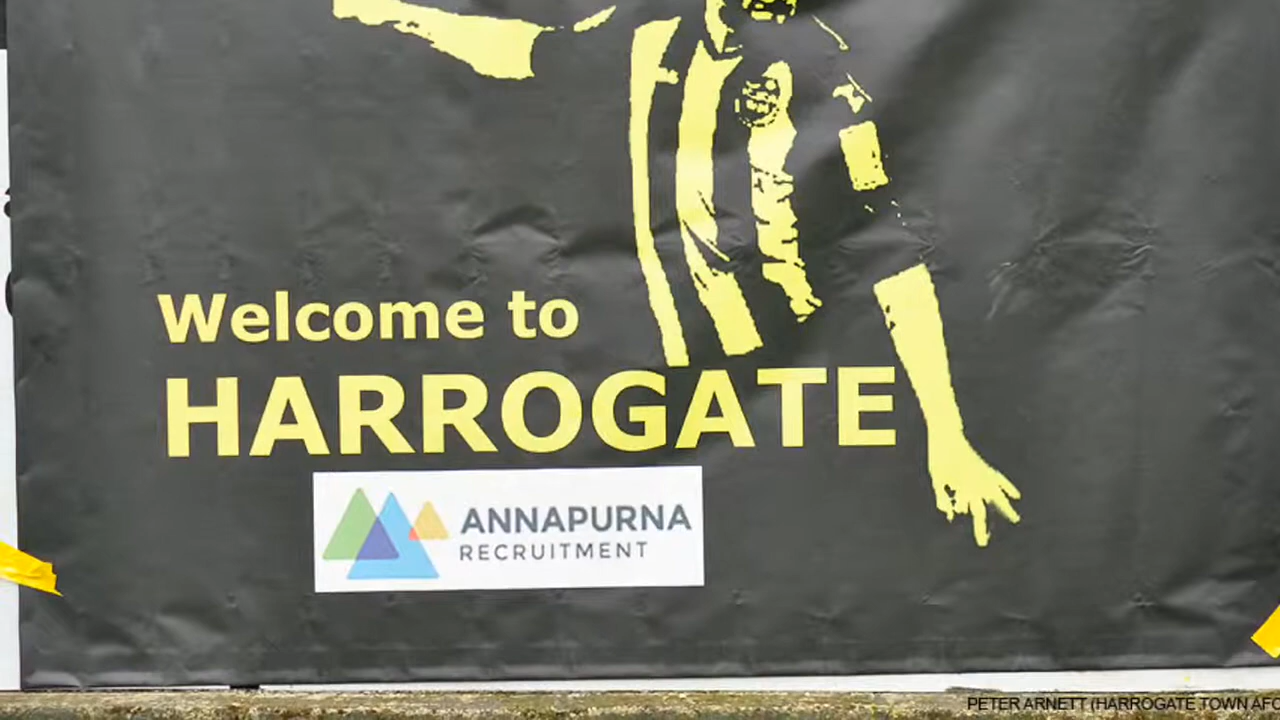 Welcome to
HARROGATE
ANNAPURNA
RECRUITMENT
PETER ARNETT (HARROGATE TOWN AFC